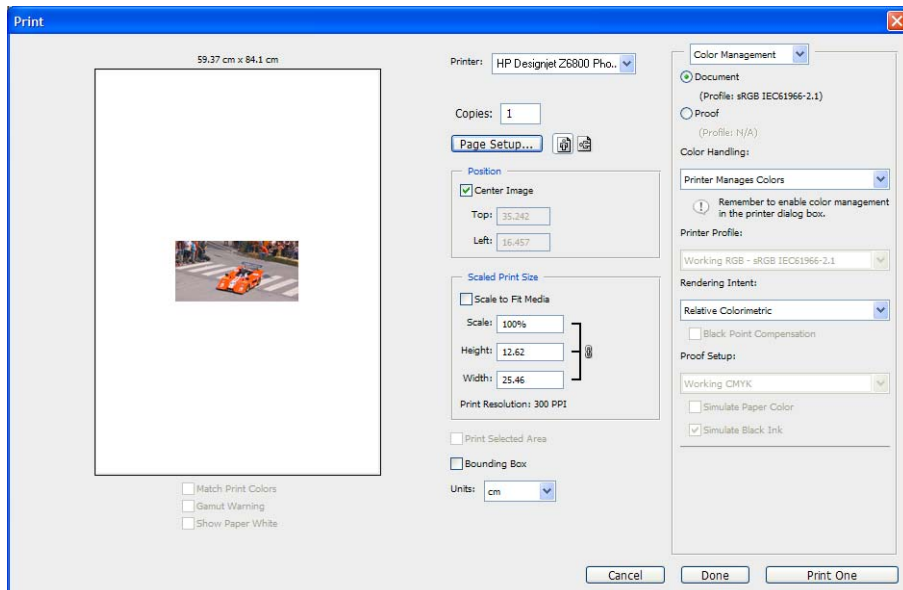 Print
59.37 cm x 84.1 cm
Match Print Colors
Gamut Warning
Show Paper White
Printer: HP Designjet Z6800 Pho..
Copies: 1
Page Setup...
Position
Center Image
Top: 35.242
Left: 16.457
Scaled Print Size
Scale to Fit Media
Scale: 100%
Height: 12.62
Width: 25.46
Print Resolution: 300 PPI
Print Selected Area
Bounding Box
Units: cm
Color Management
Document
(Profile: sRGB IEC61966-2.1)
Proof
(Profile: N/A)
Color Handling:
Printer Manages Colors
Remember to enable color management
in the printer dialog box.
Printer Profile:
Working RGB - sRGB IEC61966-2.1
Rendering Intent:
Relative Colorimetric
Black Point Compensation
Proof Setup:
Working CMYK
Simulate Paper Color
Simulate Black Ink
Cancel
Done
Print One